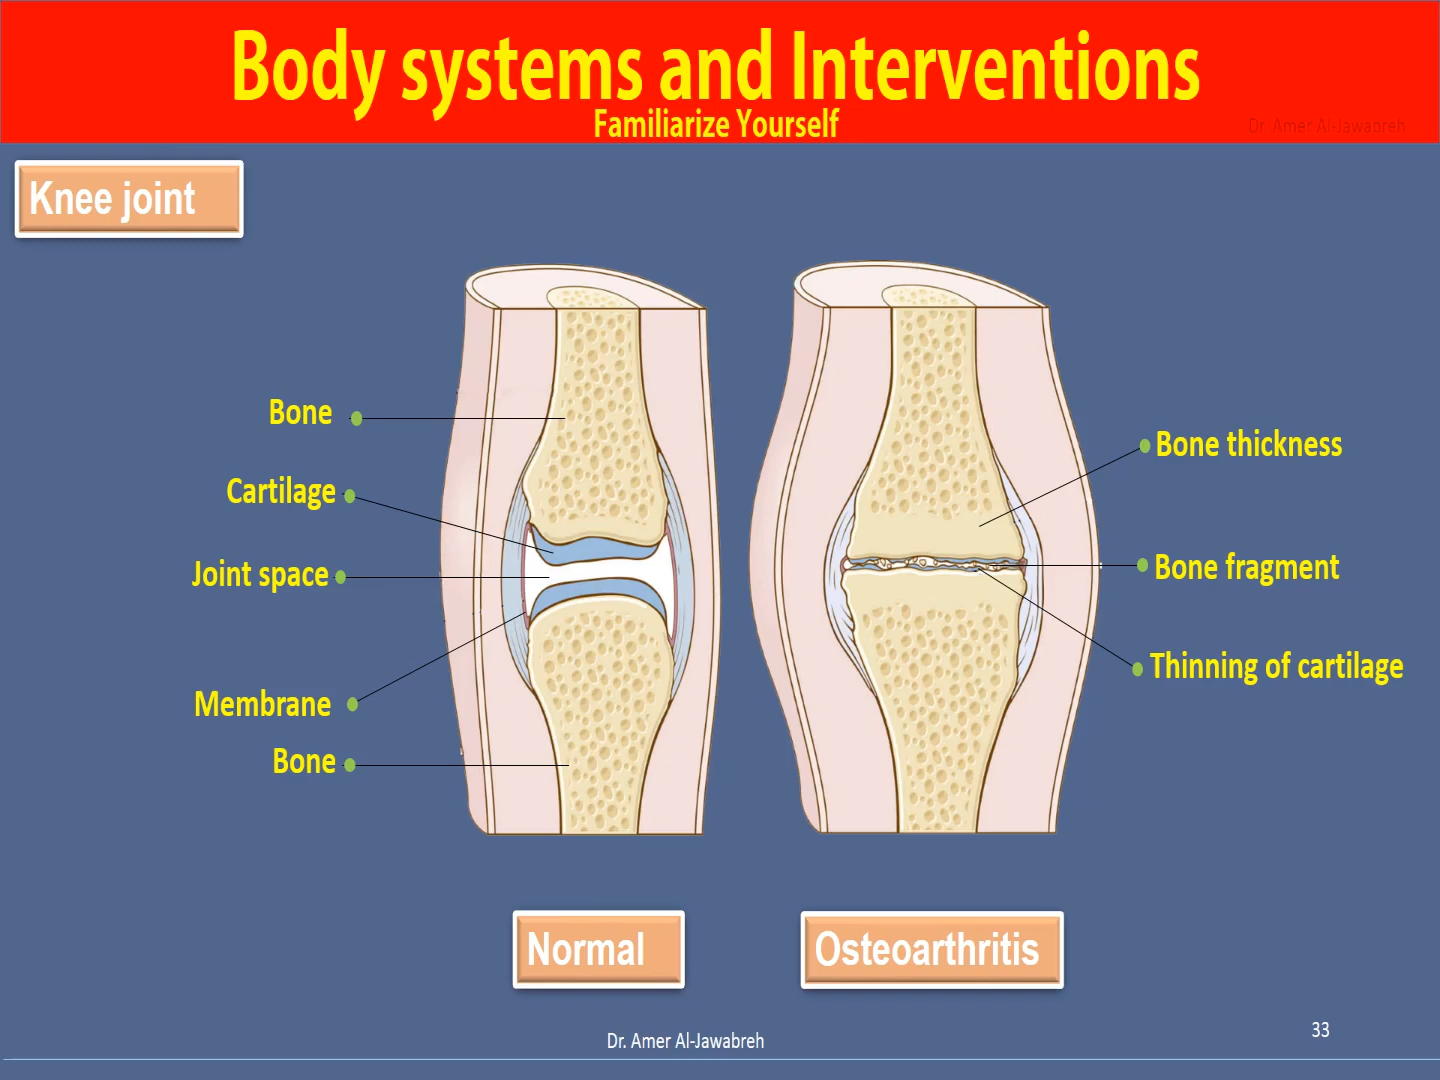 Body systems and Interventions
Familiarize Yourself
Dr. Amer Al-Jawabreh
Knee joint
Bone
Cartilage
Joint space
Membrane
Bone
Bone thickness
Bone fragment
Thinning of cartilage
Normal
Osteoarthritis
Dr. Amer Al-Jawabreh
33